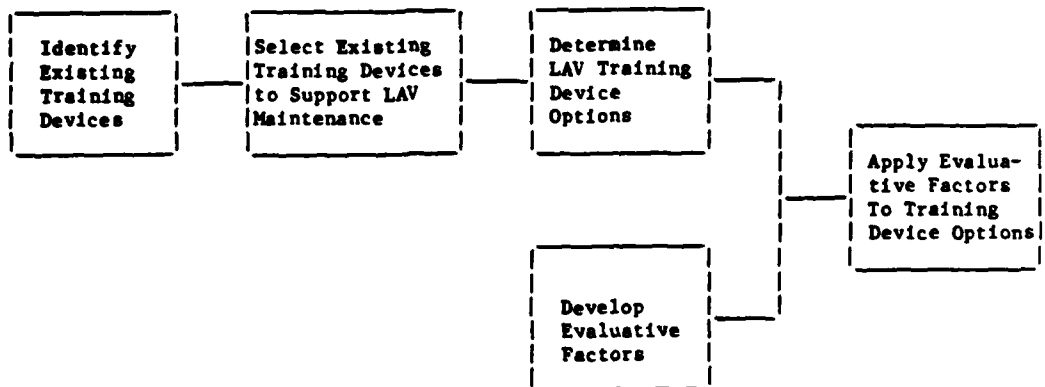 Identify
Existing
Training
Devices
Select Existing
Training Devices
to Support LAV
Maintenance
Determine
LAV Training
Device
Options
Apply Evalua-
tive Factors
To Training
Device Options
Develop
Evaluative
Factors